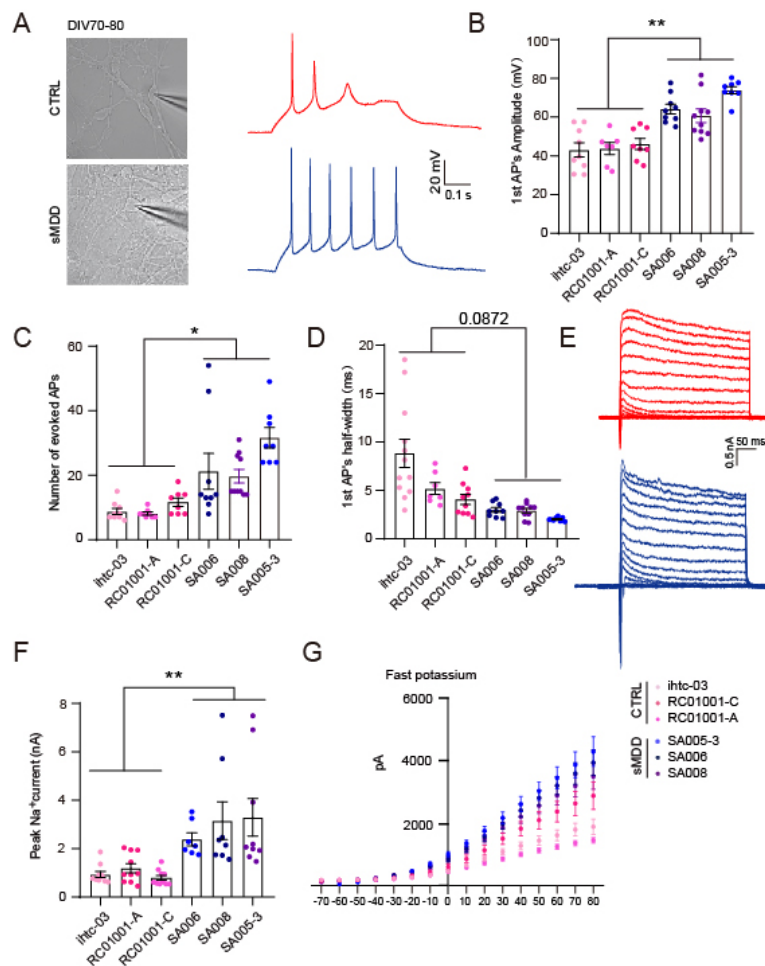 A
DIV70-80
CTRL
sMDD
20 mV
0.1 s
B
**
1st AP's Amplitude (mV)
100
80
60
40
20
0
ihtc-03
RC01001-A
RC01001-C
SA006
SA008
SA005-3
C
*
Number of evoked APs
60
40
20
0
ihtc-03
RC01001-A
RC01001-C
SA006
SA008
SA005-3
D
0.0872
1st AP's half-width (ms)
20
15
10
5
0
ihtc-03
RC01001-A
RC01001-C
SA006
SA008
SA005-3
E
0.5 nA
50 ms
F
**
Peak Na⁺current (nA)
8
6
4
2
0
ihtc-03
RC01001-A
RC01001-C
SA006
SA008
SA005-3
G
Fast potassium
pA
6000
4000
2000
-70 -60 -50 -40 -30 -20 -10 0 10 20 30 40 50 60 70 80
CTRL
ihtc-03
RC01001-C
RC01001-A
sMDD
SA005-3
SA006
SA008